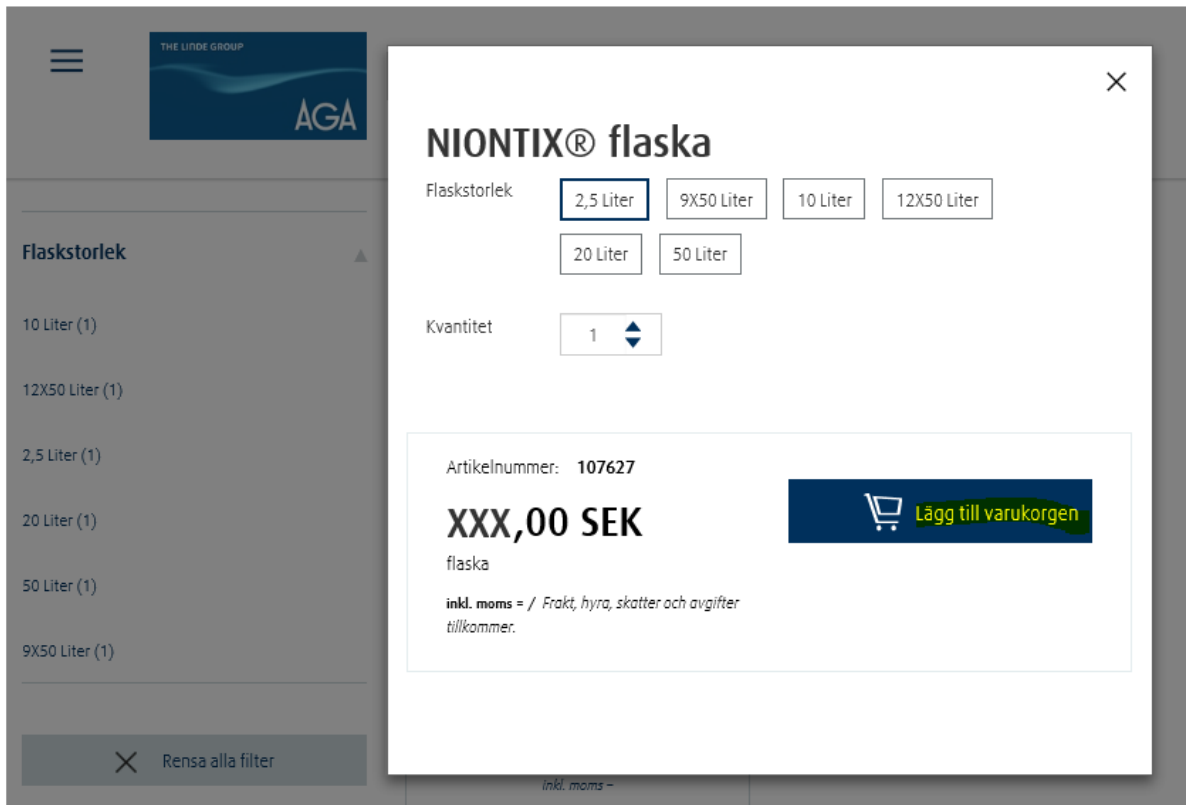 THE LINDE GROUP
AGA
NIONTIX® flaska
Flaskstorlek
2,5 Liter
9X50 Liter
10 Liter
12X50 Liter
20 Liter
50 Liter
Kvantitet
1
Artikelnummer: 107627
XXX,00 SEK
flaska
inkl. moms = / Frakt, hyra, skatter och avgifter
tillkommer.
Lägg till varukorgen
Flaskstorlek
10 Liter (1)
12X50 Liter (1)
2,5 Liter (1)
20 Liter (1)
50 Liter (1)
9X50 Liter (1)
Rensa alla filter
inkl. moms –